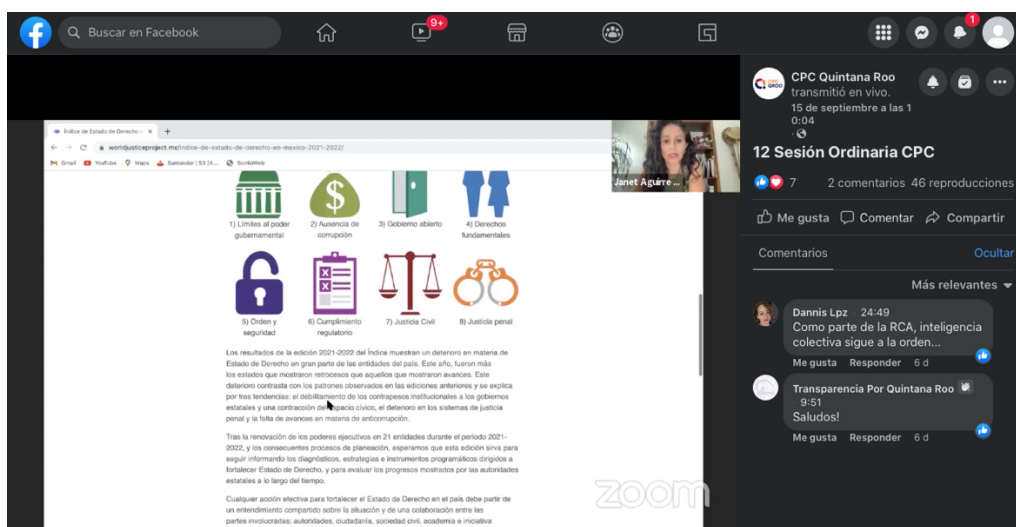 Buscar en Facebook
9+
1
Índice de Estado de Derecho
worldjusticeproject.mx/indice-de-estado-de-derecho-en-mexico-2021-2022/
Gmail
YouTube
Maps
Janet Aguirre ...
1) Límites al poder
gubernamental
2) Ausencia de
corrupción
3) Gobierno abierto
4) Derechos
fundamentales
5) Orden y
seguridad
6) Cumplimiento
regulatorio
7) Justicia Civil
8) Justicia penal
Los resultados de la edición 2021-2022 del Índice muestran un deterioro en materia de
Estado de Derecho en gran parte de las entidades del país. Este año, fueron más
los estados que mostraron retrocesos que aquellos que mostraron avances. Este
deterioro contrasta con los patrones observados en las ediciones anteriores y se explica
por tres tendencias: el debilitamiento de los contrapesos institucionales a los gobiernos
estatales y una contracción del espacio cívico, el deterioro en los sistemas de justicia
penal y la falta de avances en materia de anticorrupción.
Tras la renovación de los poderes ejecutivos en 21 entidades durante el periodo 2021-
2022, y los consecuentes procesos de planeación, esperamos que esta edición sirva para
seguir informando los diagnósticos, estrategias e instrumentos programáticos dirigidos a
fortalecer Estado de Derecho, y para evaluar los progresos mostrados por las autoridades
estatales a lo largo del tiempo.
Cualquier acción efectiva para fortalecer el Estado de Derecho en el país debe partir de
un entendimiento compartido sobre la situación y de una colaboración entre las
partes involucradas: autoridades, ciudadanía, sociedad civil, academia e iniciativa
zoom
CPC Quintana Roo
transmitió en vivo.
15 de septiembre a las 1
0:04
12 Sesión Ordinaria CPC
7
2 comentarios 46 reproducciones
Me gusta Comentar Compartir
Comentarios
Ocultar
Más relevantes
Dannis Lpz · 24:49
Como parte de la RCA, inteligencia
colectiva sigue a la orden...
Me gusta Responder 6 d
Transparencia Por Quintana Roo
· 9:51
Saludos!
Me gusta Responder 6 d